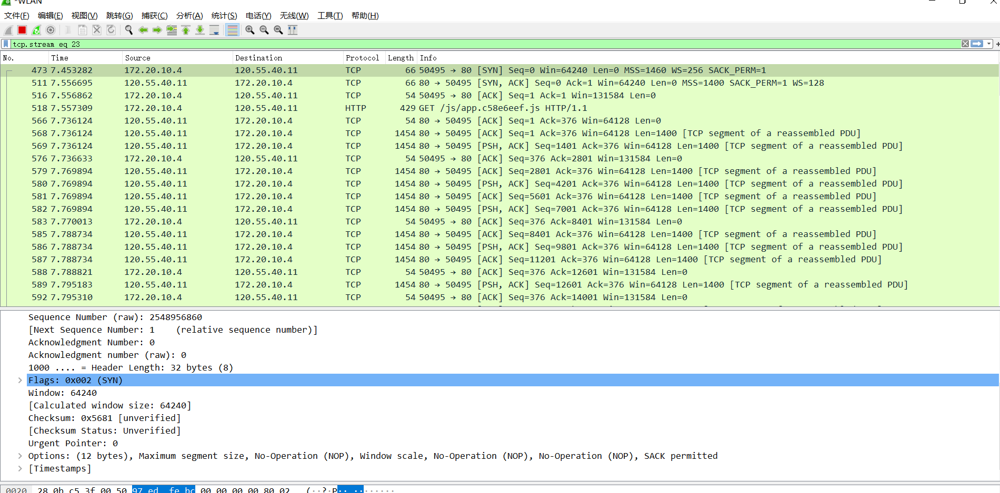 *WLAN
文件(F) 编辑(E) 视图(V) 跳转(G) 捕获(C) 分析(A) 统计(S) 电话(Y) 无线(W) 工具(T) 帮助(H)
tcp.stream eq 23
No. Time Source Destination Protocol Length Info
473 7.453282 172.20.10.4 120.55.40.11 TCP 66 50495 → 80 [SYN] Seq=0 Win=64240 Len=0 MSS=1460 WS=256 SACK_PERM=1
511 7.556695 120.55.40.11 172.20.10.4 TCP 66 80 → 50495 [SYN, ACK] Seq=0 Ack=1 Win=64240 Len=0 MSS=1400 SACK_PERM=1 WS=128
516 7.556862 172.20.10.4 120.55.40.11 TCP 54 50495 → 80 [ACK] Seq=1 Ack=1 Win=131584 Len=0
518 7.557309 172.20.10.4 120.55.40.11 HTTP 429 GET /js/app.c58e6eef.js HTTP/1.1
566 7.736124 120.55.40.11 172.20.10.4 TCP 54 80 → 50495 [ACK] Seq=1 Ack=376 Win=64128 Len=0
568 7.736124 120.55.40.11 172.20.10.4 TCP 1454 80 → 50495 [ACK] Seq=1 Ack=376 Win=64128 Len=1400 [TCP segment of a reassembled PDU]
569 7.736124 120.55.40.11 172.20.10.4 TCP 1454 80 → 50495 [PSH, ACK] Seq=1401 Ack=376 Win=64128 Len=1400 [TCP segment of a reassembled PDU]
576 7.736633 172.20.10.4 120.55.40.11 TCP 54 50495 → 80 [ACK] Seq=376 Ack=2801 Win=131584 Len=0
579 7.769894 120.55.40.11 172.20.10.4 TCP 1454 80 → 50495 [ACK] Seq=2801 Ack=376 Win=64128 Len=1400 [TCP segment of a reassembled PDU]
580 7.769894 120.55.40.11 172.20.10.4 TCP 1454 80 → 50495 [PSH, ACK] Seq=4201 Ack=376 Win=64128 Len=1400 [TCP segment of a reassembled PDU]
581 7.769894 120.55.40.11 172.20.10.4 TCP 1454 80 → 50495 [ACK] Seq=5601 Ack=376 Win=64128 Len=1400 [TCP segment of a reassembled PDU]
582 7.769894 120.55.40.11 172.20.10.4 TCP 1454 80 → 50495 [PSH, ACK] Seq=7001 Ack=376 Win=64128 Len=1400 [TCP segment of a reassembled PDU]
583 7.770013 172.20.10.4 120.55.40.11 TCP 54 50495 → 80 [ACK] Seq=376 Ack=8401 Win=131584 Len=0
585 7.788734 120.55.40.11 172.20.10.4 TCP 1454 80 → 50495 [ACK] Seq=8401 Ack=376 Win=64128 Len=1400 [TCP segment of a reassembled PDU]
586 7.788734 120.55.40.11 172.20.10.4 TCP 1454 80 → 50495 [PSH, ACK] Seq=9801 Ack=376 Win=64128 Len=1400 [TCP segment of a reassembled PDU]
587 7.788734 120.55.40.11 172.20.10.4 TCP 1454 80 → 50495 [ACK] Seq=11201 Ack=376 Win=64128 Len=1400 [TCP segment of a reassembled PDU]
588 7.788821 172.20.10.4 120.55.40.11 TCP 54 50495 → 80 [ACK] Seq=376 Ack=12601 Win=131584 Len=0
589 7.795183 120.55.40.11 172.20.10.4 TCP 1454 80 → 50495 [PSH, ACK] Seq=12601 Ack=376 Win=64128 Len=1400 [TCP segment of a reassembled PDU]
592 7.795310 172.20.10.4 120.55.40.11 TCP 54 50495 → 80 [ACK] Seq=376 Ack=14001 Win=131584 Len=0
Sequence Number (raw): 2548956860
[Next Sequence Number: 1 (relative sequence number)]
Acknowledgment Number: 0
Acknowledgment number (raw): 0
1000 .... = Header Length: 32 bytes (8)
Flags: 0x002 (SYN)
Window: 64240
[Calculated window size: 64240]
Checksum: 0x5681 [unverified]
[Checksum Status: Unverified]
Urgent Pointer: 0
Options: (12 bytes), Maximum segment size, No-Operation (NOP), Window scale, No-Operation (NOP), No-Operation (NOP), SACK permitted
[Timestamps]
0020 28 0b c5 3f 00 50 97 ed fe bc 00 00 00 00 80 02 (··?·P·· ········